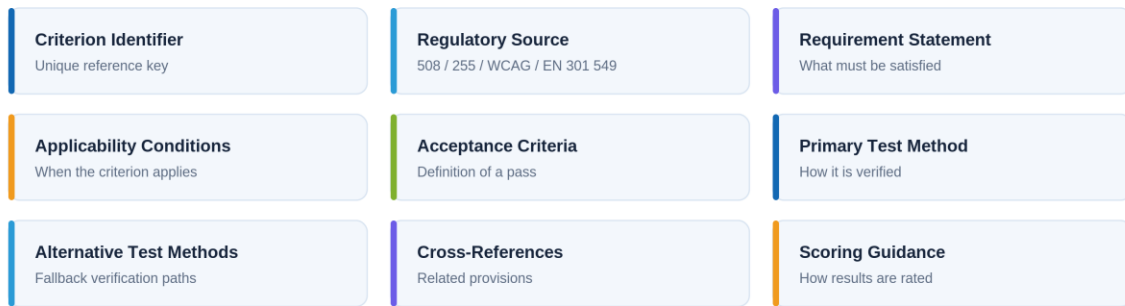 Criterion Identifier
Unique reference key
Regulatory Source
508 / 255 / WCAG / EN 301 549
Requirement Statement
What must be satisfied
Applicability Conditions
When the criterion applies
Acceptance Criteria
Definition of a pass
Primary Test Method
How it is verified
Alternative Test Methods
Fallback verification paths
Cross-References
Related provisions
Scoring Guidance
How results are rated